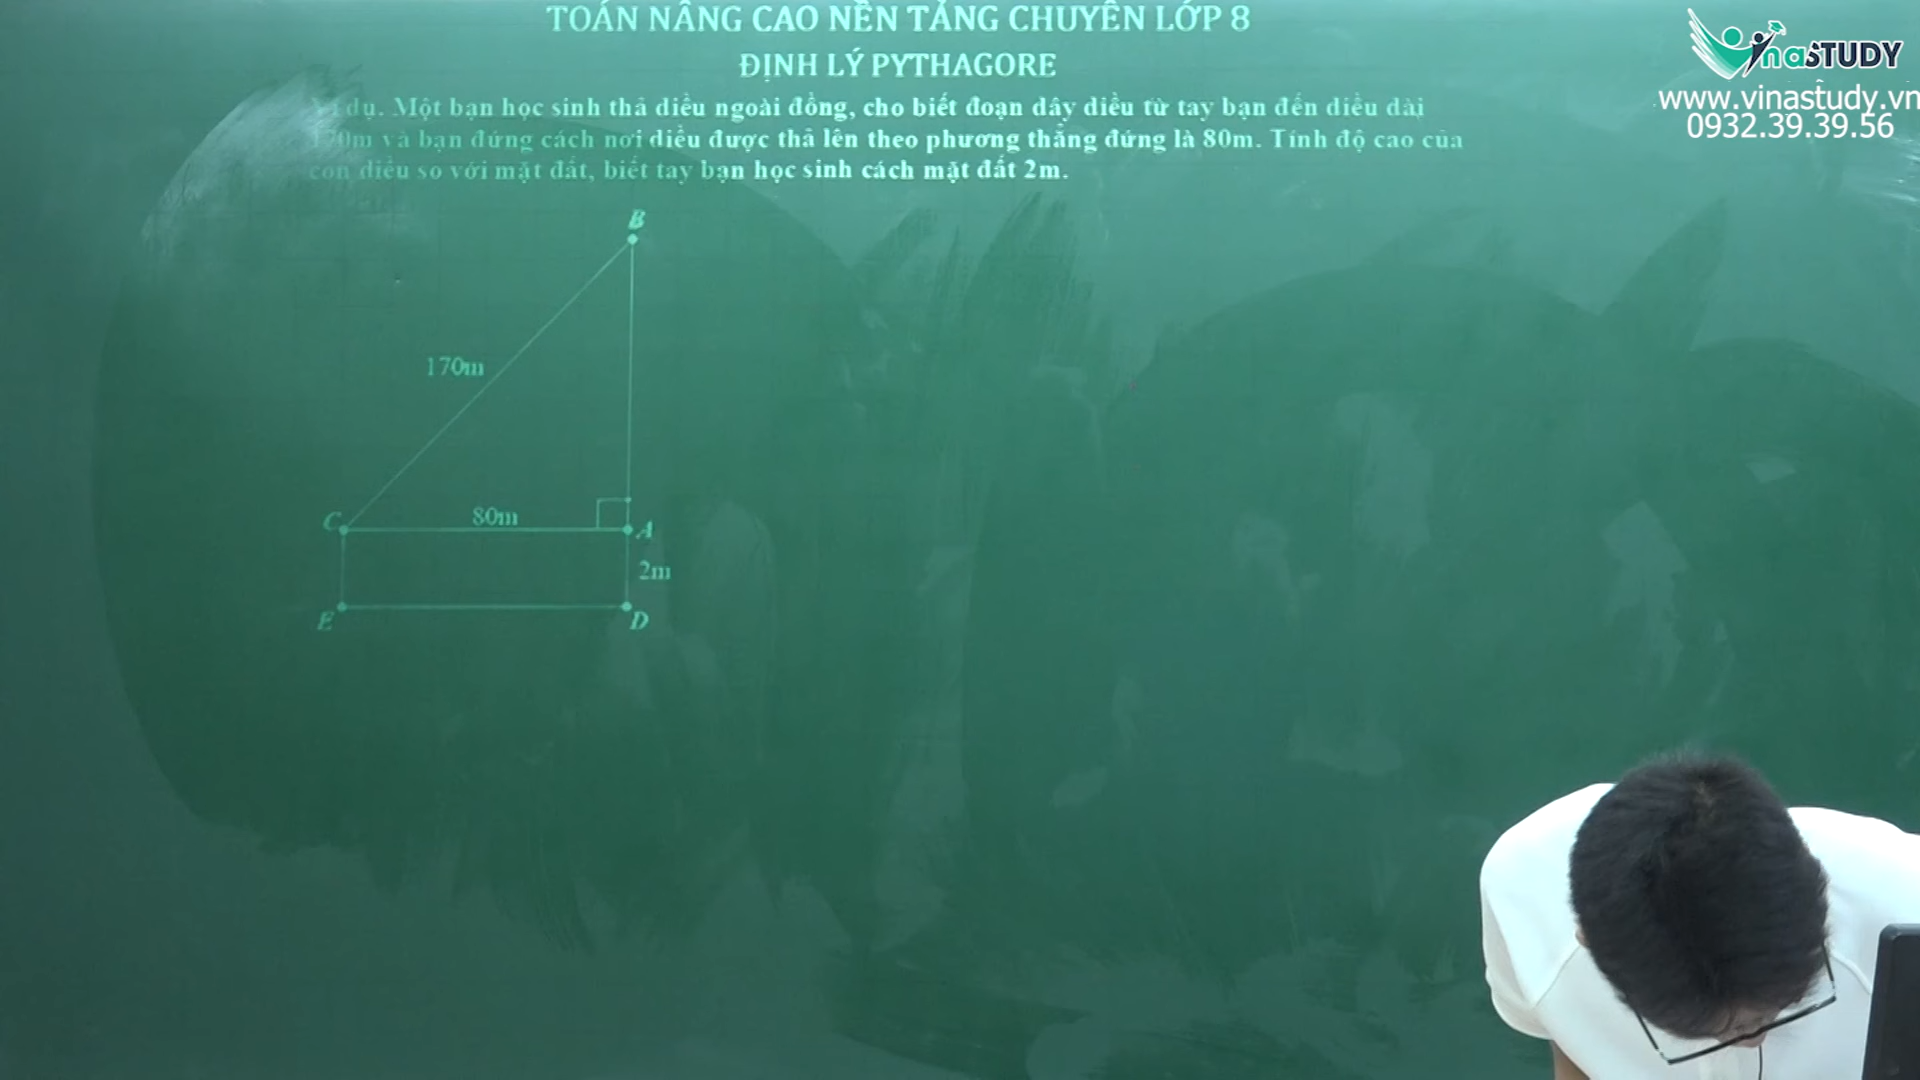 TOÁN NÂNG CAO NỀN TẢNG CHUYÊN LỚP 8
ĐỊNH LÝ PYTHAGORE
dụ. Một bạn học sinh thả diều ngoài đồng, cho biết đoạn dây diều từ tay bạn đến diều dài
170m và bạn đứng cách nơi diều được thả lên theo phương thẳng đứng là 80m. Tính độ cao của
con diều so với mặt đất, biết tay bạn học sinh cách mặt đất 2m.
VinaSTUDY
www.vinastudy.vn
0932.39.39.56
B
170m
C
80m
A
2m
E
D